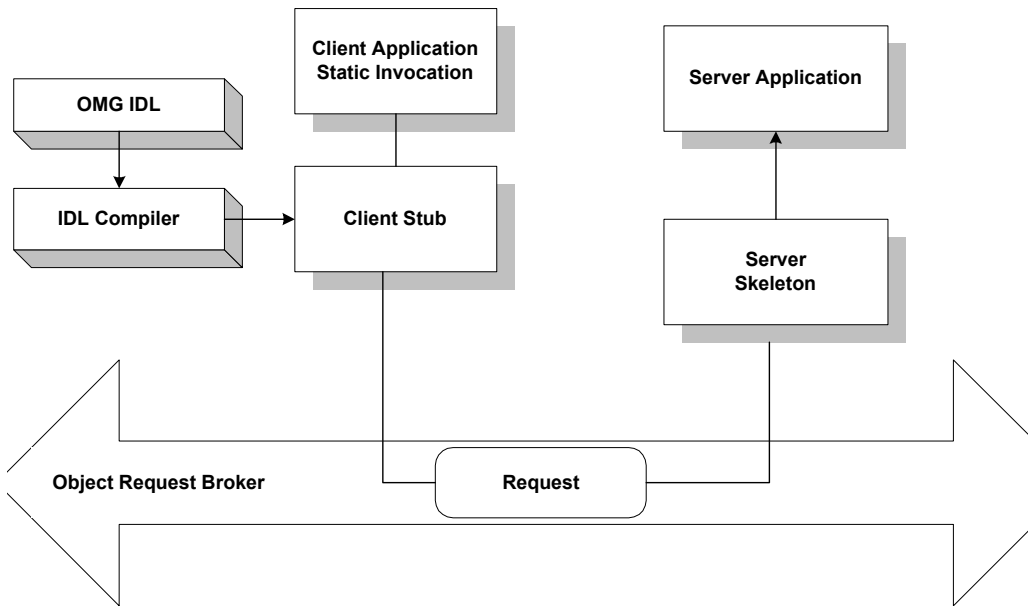 Client Application
Static Invocation
Server Application
OMG IDL
IDL Compiler
Client Stub
Server
Skeleton
Object Request Broker
Request